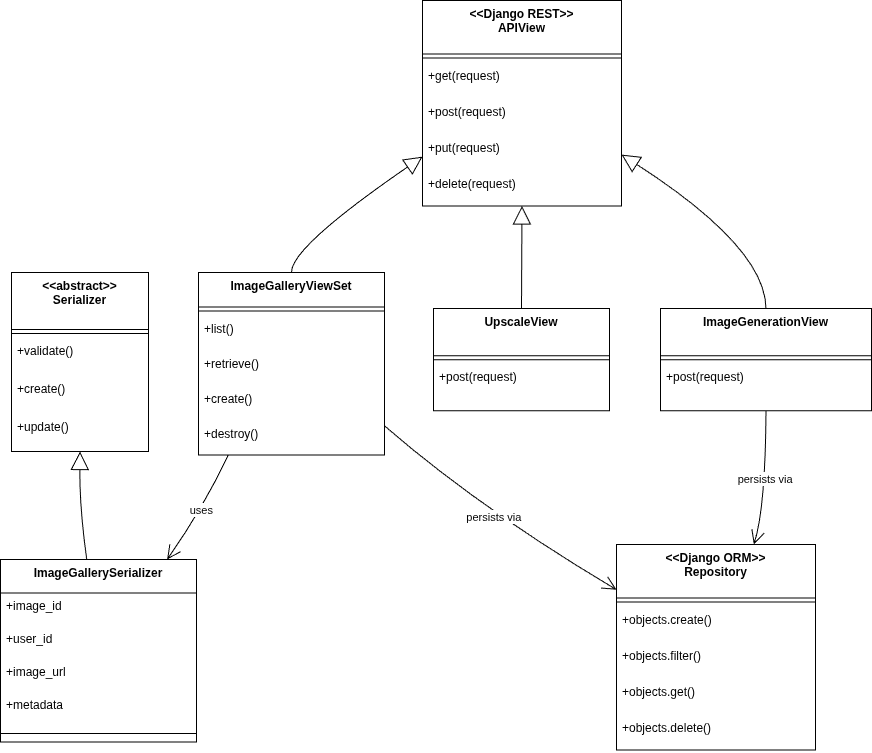 <<Django REST>>
APIView
+get(request)
+post(request)
+put(request)
+delete(request)
<<abstract>>
Serializer
+validate()
+create()
+update()
ImageGalleryViewSet
+list()
+retrieve()
+create()
+destroy()
UpscaleView
+post(request)
ImageGenerationView
+post(request)
uses
persists via
persists via
ImageGallerySerializer
+image_id
+user_id
+image_url
+metadata
<<Django ORM>>
Repository
+objects.create()
+objects.filter()
+objects.get()
+objects.delete()